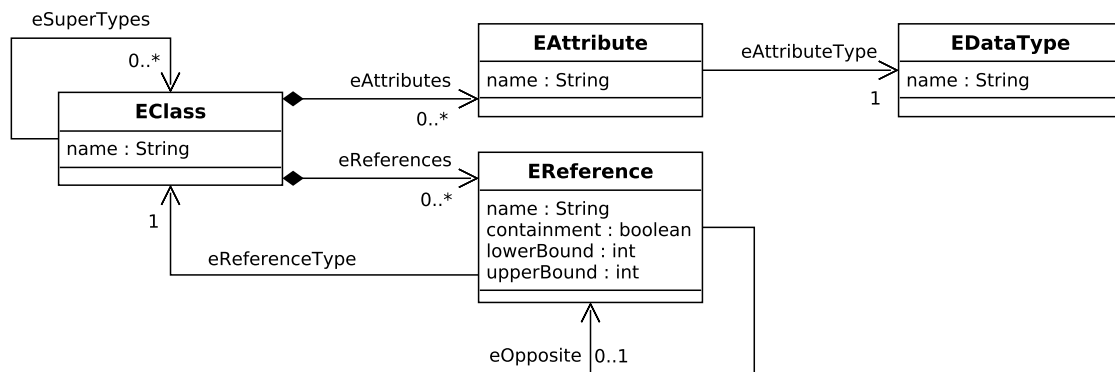 eSuperTypes
0..*
EClass
name : String
eAttributes
0..*
EAttribute
name : String
eAttributeType
1
EDataType
name : String
eReferences
0..*
EReference
name : String
containment : boolean
lowerBound : int
upperBound : int
1
eReferenceType
eOpposite
0..1